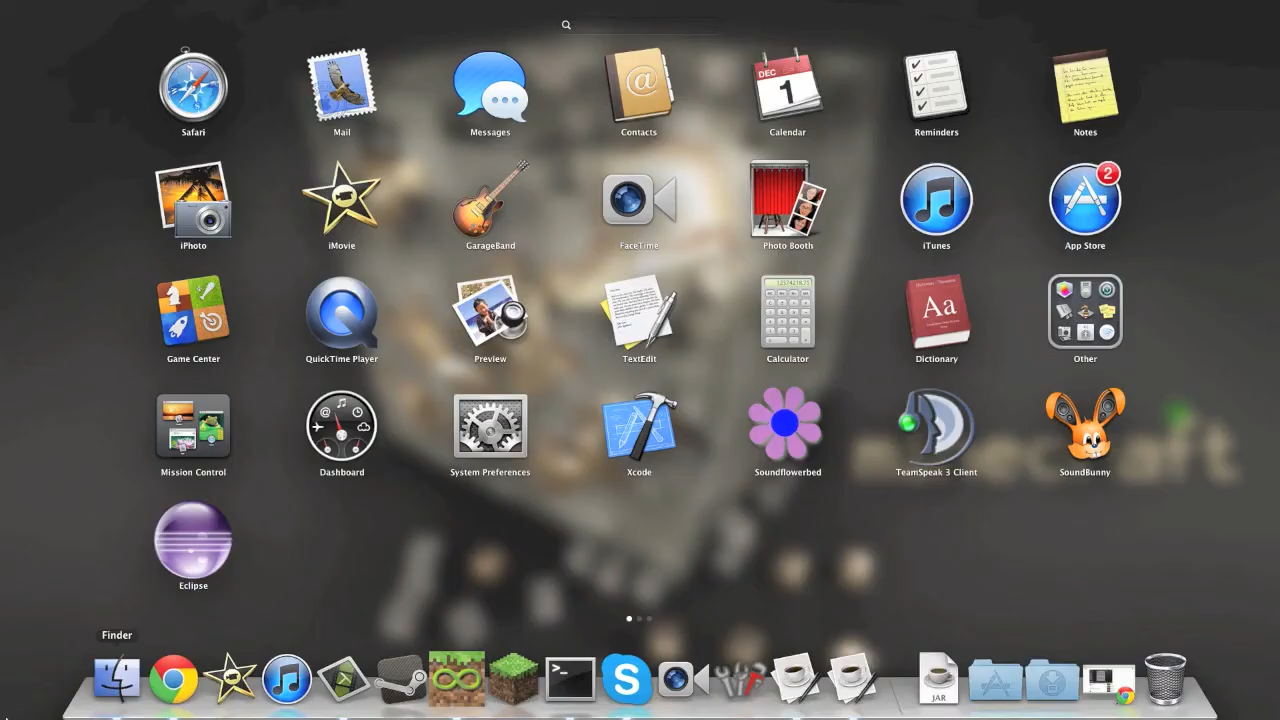 Safari
Mail
Messages
Contacts
DEC
1
Calendar
Reminders
Notes
iPhoto
iMovie
GarageBand
FaceTime
Photo Booth
iTunes
2
App Store
Game Center
QuickTime Player
Preview
TextEdit
Calculator
Aa
Dictionary
Other
Mission Control
Dashboard
System Preferences
Xcode
Soundflowerbed
TeamSpeak 3 Client
SoundBunny
minecraft
Eclipse
Finder
>_
S
JAR